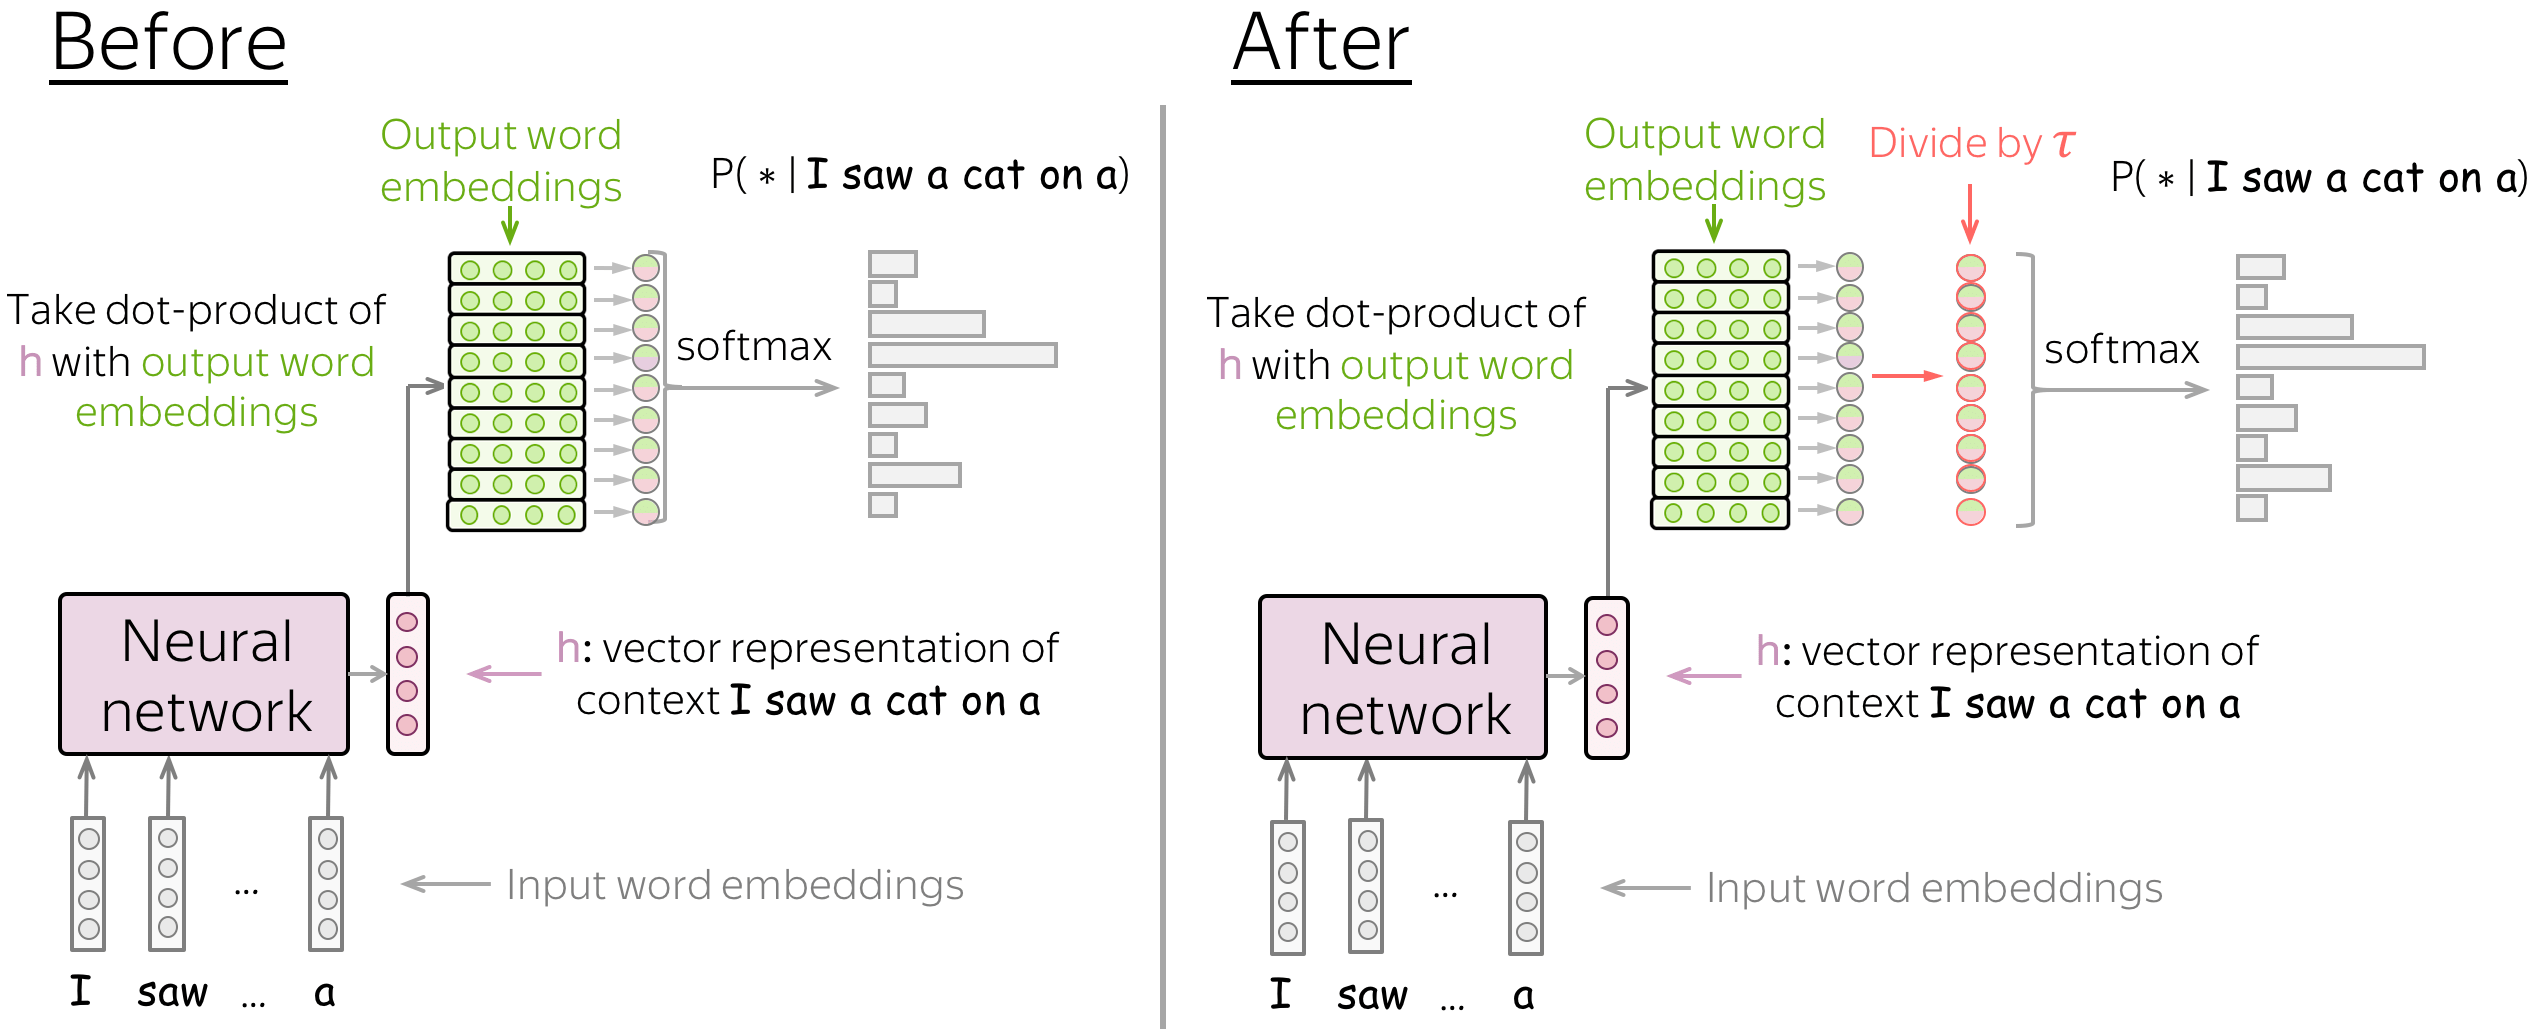 Before
Output word
embeddings
P( * | I saw a cat on a)
Take dot-product of
h with output word
embeddings
softmax
Neural
network
h: vector representation of
context I saw a cat on a
...
Input word embeddings
I saw ... a
After
Output word
embeddings
Divide by τ
P( * | I saw a cat on a)
Take dot-product of
h with output word
embeddings
softmax
Neural
network
h: vector representation of
context I saw a cat on a
...
Input word embeddings
I saw ... a